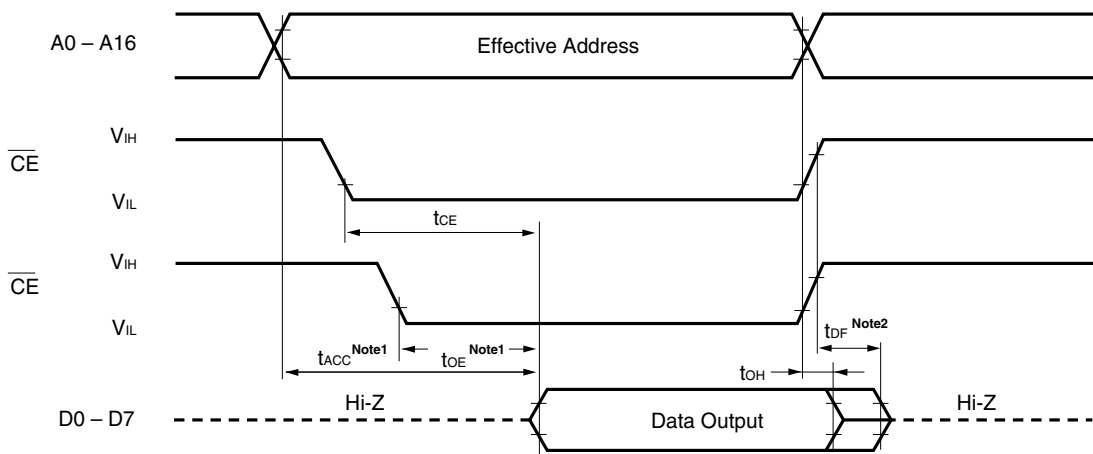 A0 – A16
Effective Address
VIH
CE
VIL
tCE
VIH
CE
VIL
tDF Note2
tACC Note1
tOE Note1
tOH
Hi-Z
Hi-Z
D0 – D7
Data Output